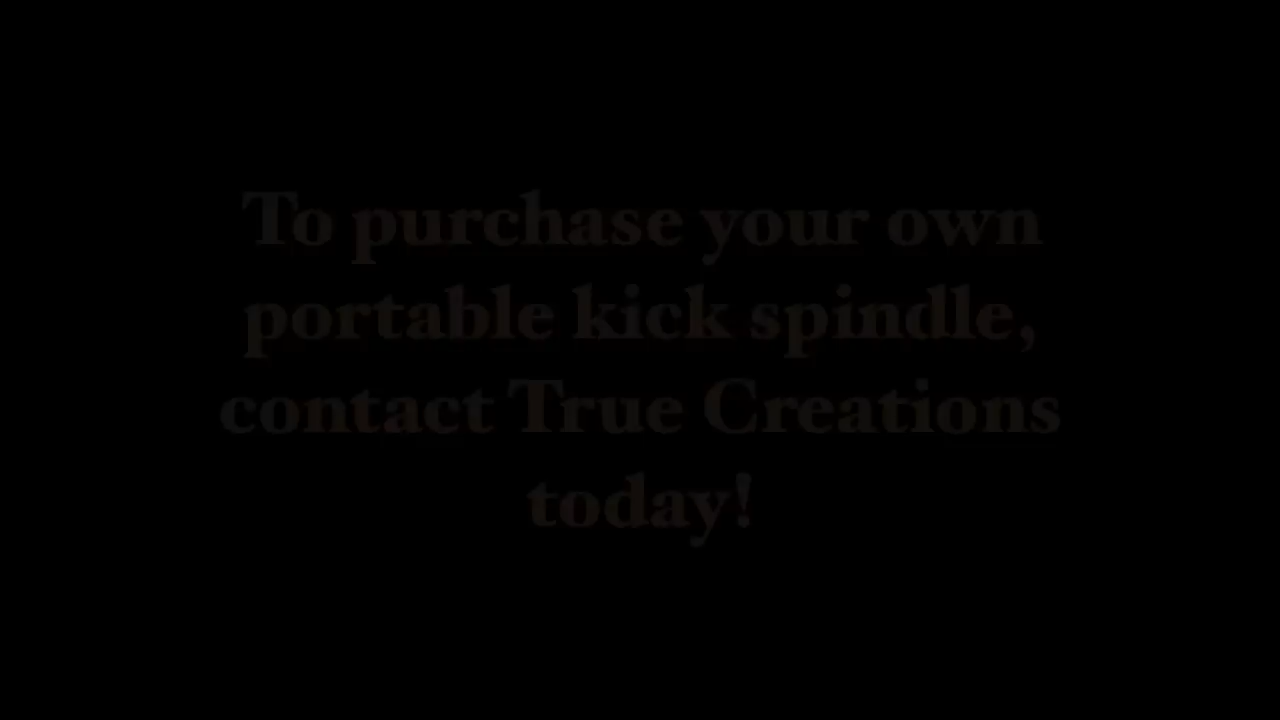 To purchase your own
portable kick spindle,
contact True Creations
today!